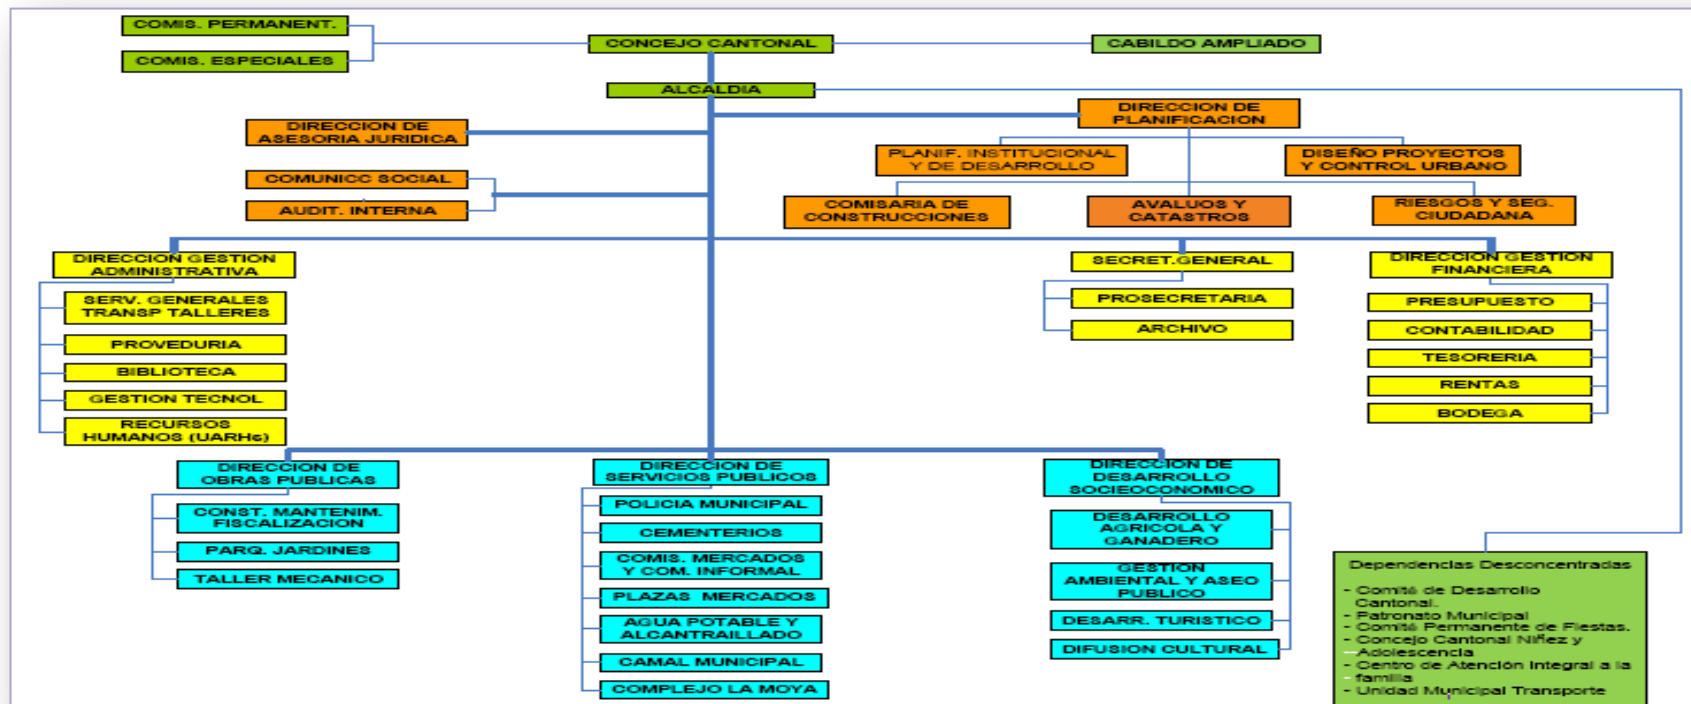 COMIS. PERMANENT.
COMIS. ESPECIALES
CONCEJO CANTONAL
CABILDO AMPLIADO
ALCALDIA
DIRECCION DE
ASESORIA JURIDICA
DIRECCION DE
PLANIFICACION
PLANIF. INSTITUCIONAL
Y DE DESARROLLO
DISEÑO PROYECTOS
Y CONTROL URBANO
COMUNICC SOCIAL
AUDIT. INTERNA
COMISARIA DE
CONSTRUCCIONES
AVALUOS Y
CATASTROS
RIESGOS Y SEG.
CIUDADANA
DIRECCION GESTION
ADMINISTRATIVA
SERV. GENERALES
TRANSP TALLERES
PROVEDURIA
BIBLIOTECA
GESTION TECNOL
RECURSOS
HUMANOS (UARHs)
SECRET.GENERAL
PROSECRETARIA
ARCHIVO
DIRECCION GESTION
FINANCIERA
PRESUPUESTO
CONTABILIDAD
TESORERIA
RENTAS
BODEGA
DIRECCION DE
OBRAS PUBLICAS
CONST. MANTENIM.
FISCALIZACION
PARQ. JARDINES
TALLER MECANICO
DIRECCION DE
SERVICIOS PUBLICOS
POLICIA MUNICIPAL
CEMENTERIOS
COMIS. MERCADOS
Y COM. INFORMAL
PLAZAS MERCADOS
AGUA POTABLE Y
ALCANTRAILLADO
CAMAL MUNICIPAL
COMPLEJO LA MOYA
DIRECCION DE
DESARROLLO
SOCIEOCONOMICO
DESARROLLO
AGRICOLA Y
GANADERO
GESTION
AMBIENTAL Y ASEO
PUBLICO
DESARR. TURISTICO
DIFUSION CULTURAL
Dependencias Desconcentradas
- Comité de Desarrollo
Cantonal.
- Patronato Municipal
- Comité Permanente de Fiestas.
- Concejo Cantonal Niñez y
Adolescencia
- Centro de Atención Integral a la
familia
- Unidad Municipal Transporte